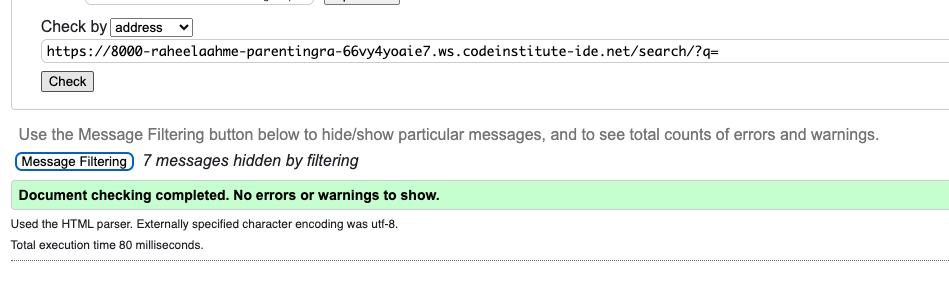 Check by address
https://8000-raheelaahme-parentingra-66vy4yoaie7.ws.codeinstitute-ide.net/search/?q=
Check
Use the Message Filtering button below to hide/show particular messages, and to see total counts of errors and warnings.
Message Filtering 7 messages hidden by filtering
Document checking completed. No errors or warnings to show.
Used the HTML parser. Externally specified character encoding was utf-8.
Total execution time 80 milliseconds.